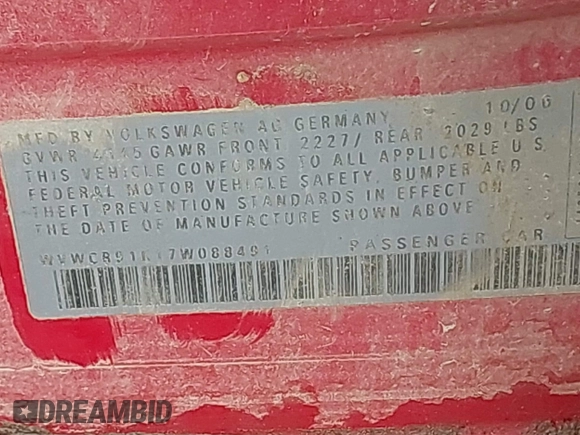 10/06
MFD BY VOLKSWAGEN AG GERMANY
GVWR GAWR FRONT 2227/ REAR 2029 LBS
THIS VEHICLE CONFORMS TO ALL APPLICABLE U S
FEDERAL MOTOR VEHICLE SAFETY, BUMPER AND
THEFT PREVENTION STANDARDS IN EFFECT ON
THE DATE OF MANUFACTURE SHOWN ABOVE
PASSENGER CAR
DREAMBID